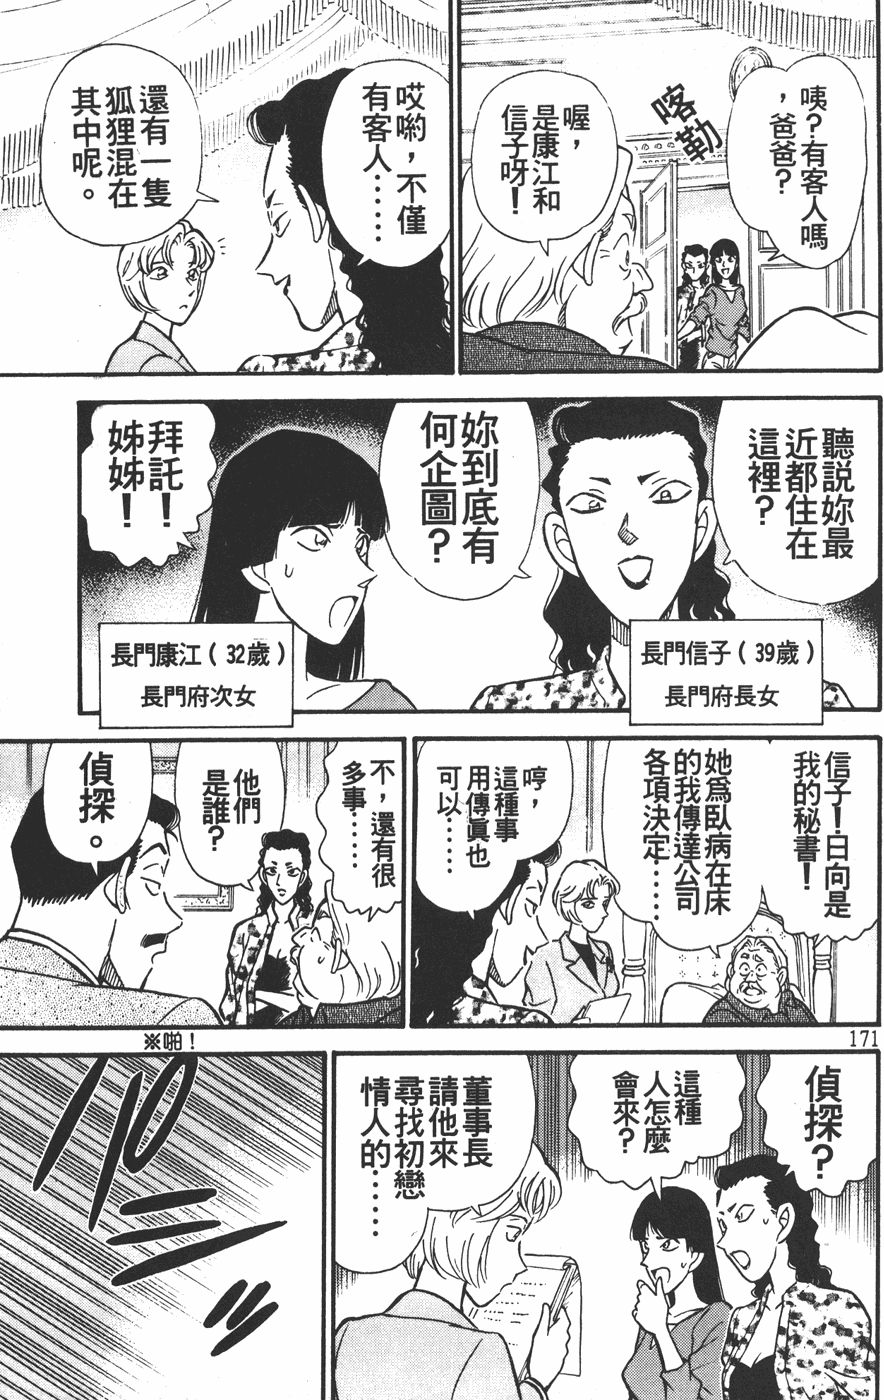 咦？有客人嗎
，爸爸？
喀勒
喔，
是康江和
信子呀！
哎喲，不僅
有客人……
還有一隻
狐狸混在
其中呢。
聽説妳最
近都住在
這裡？
妳到底有
何企圖？
拜託！
姊姊！
長門信子（39歲）
長門府長女
長門康江（32歲）
長門府次女
信子！日向是
我的秘書！
她爲臥病在床
的我傳達公司
各項決定……
哼，
這種事
用傳眞也
可以……
不，還有很
多事……
他們
是誰？
偵探。
171
偵探？
這種
人怎麼
會來？
董事長
請他來
尋找初戀
情人的……
※啪！
パシッ